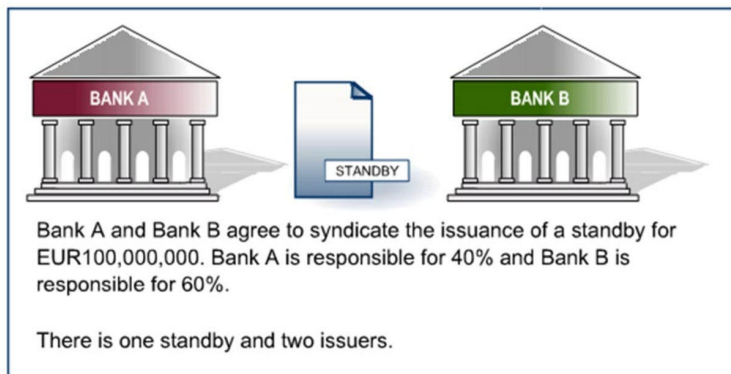 BANK A
BANK B
STANDBY
Bank A and Bank B agree to syndicate the issuance of a standby for
EUR100,000,000. Bank A is responsible for 40% and Bank B is
responsible for 60%.
There is one standby and two issuers.